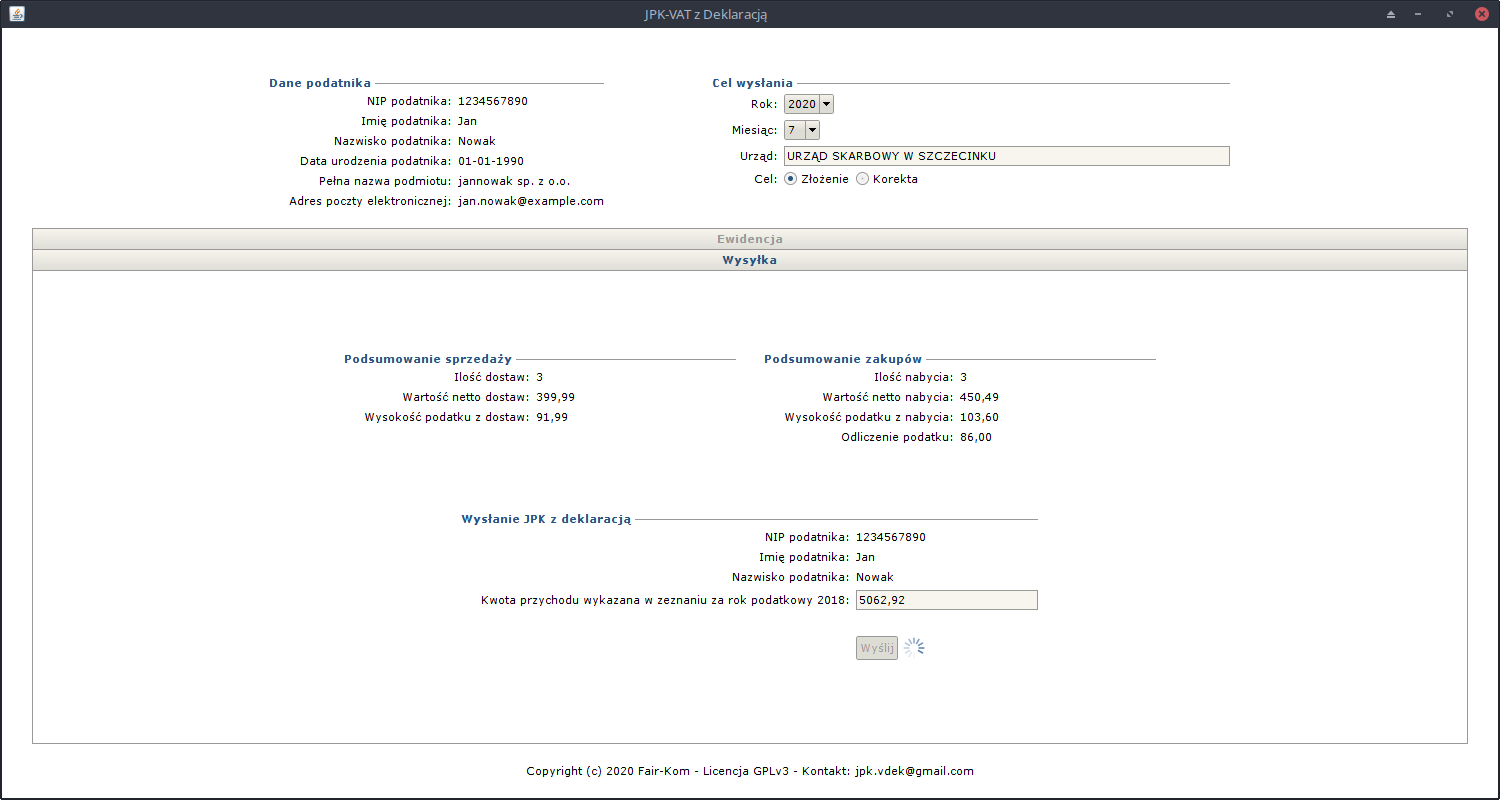 JPK-VAT z Deklaracją
Dane podatnika
NIP podatnika: 1234567890
Imię podatnika: Jan
Nazwisko podatnika: Nowak
Data urodzenia podatnika: 01-01-1990
Pełna nazwa podmiotu: jannowak sp. z o.o.
Adres poczty elektronicznej: jan.nowak@example.com
Cel wysłania
Rok: 2020
Miesiąc: 7
Urząd: URZĄD SKARBOWY W SZCZECINKU
Cel: Złożenie Korekta
Ewidencja
Wysyłka
Podsumowanie sprzedaży
Ilość dostaw: 3
Wartość netto dostaw: 399,99
Wysokość podatku z dostaw: 91,99
Podsumowanie zakupów
Ilość nabycia: 3
Wartość netto nabycia: 450,49
Wysokość podatku z nabycia: 103,60
Odliczenie podatku: 86,00
Wysłanie JPK z deklaracją
NIP podatnika: 1234567890
Imię podatnika: Jan
Nazwisko podatnika: Nowak
Kwota przychodu wykazana w zeznaniu za rok podatkowy 2018: 5062,92
Wyślij
Copyright (c) 2020 Fair-Kom - Licencja GPLv3 - Kontakt: jpk.vdek@gmail.com